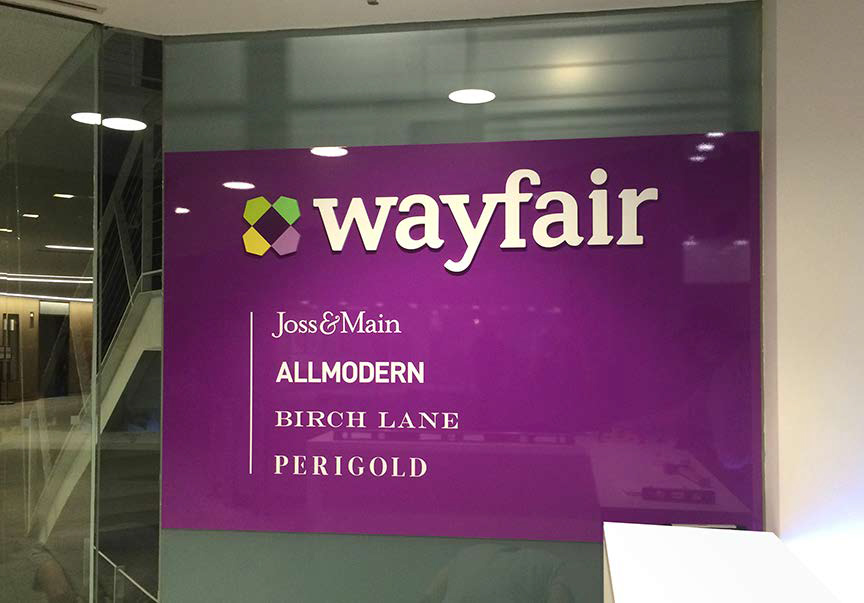 wayfair
Joss&Main
ALLMODERN
BIRCH LANE
PERIGOLD